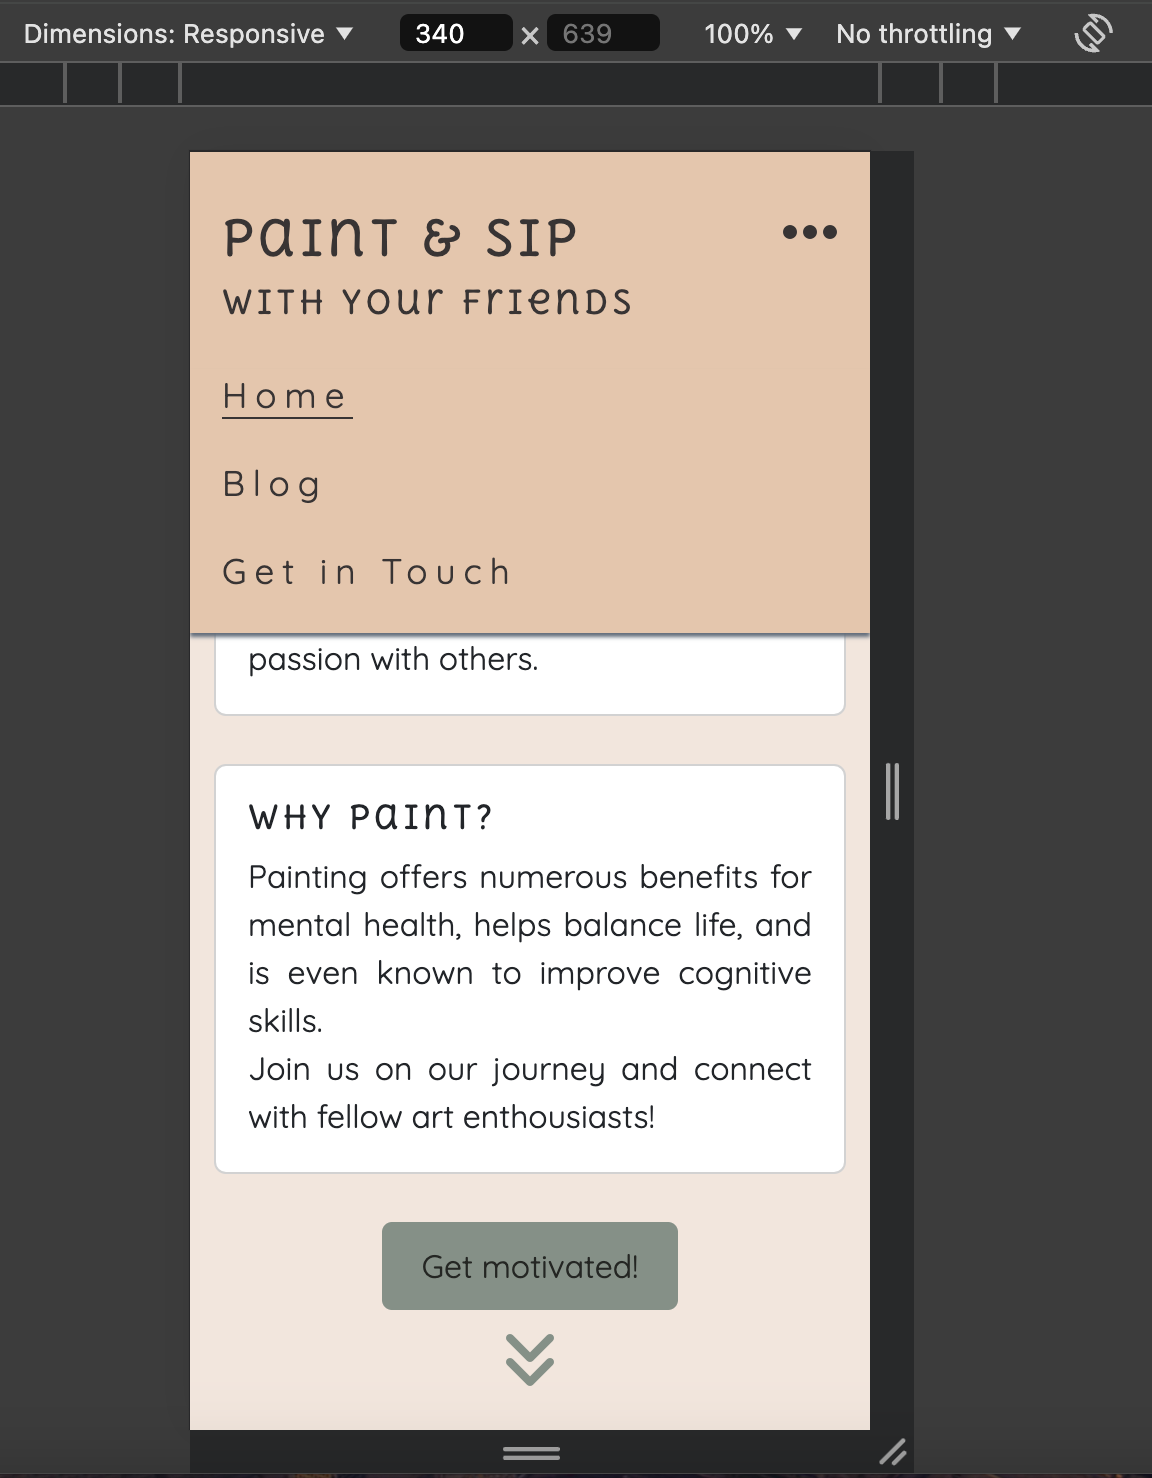 Dimensions: Responsive ▼ 340 × 639 100% ▼ No throttling ▼
Paint & Sip
with your friends
Home
Blog
Get in Touch
passion with others.
Why Paint?
Painting offers numerous benefits for
mental health, helps balance life, and
is even known to improve cognitive
skills.
Join us on our journey and connect
with fellow art enthousiasts!
Get motivated!